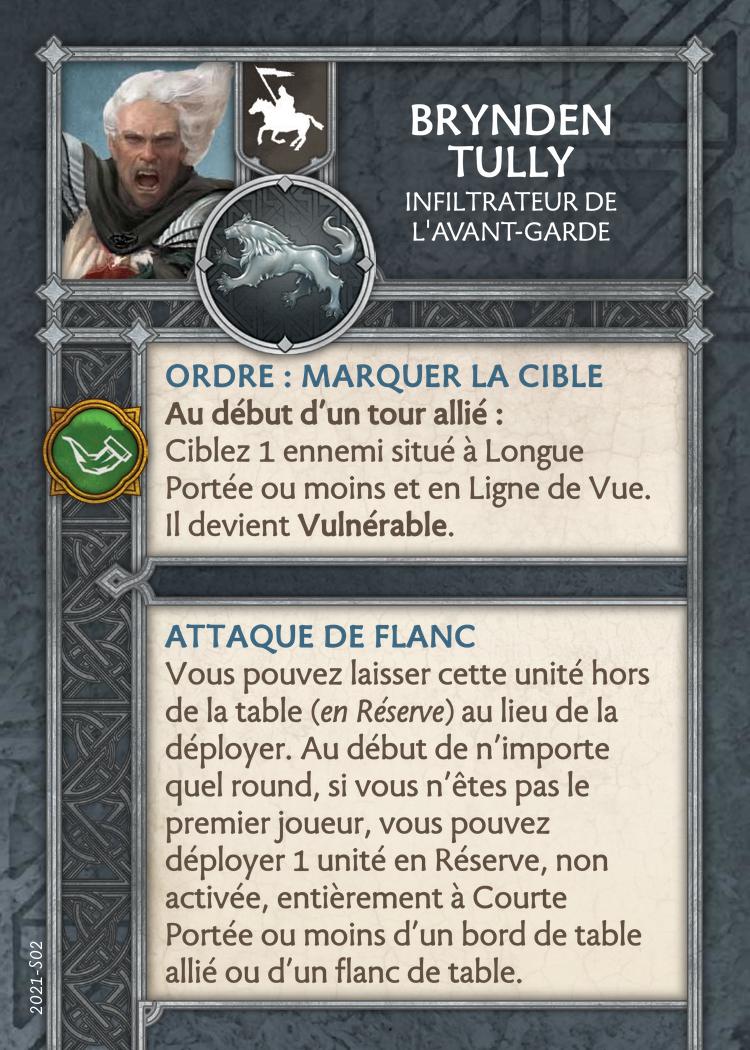 BRYNDEN
TULLY
INFILTRATEUR DE
L'AVANT-GARDE
ORDRE : MARQUER LA CIBLE
Au début d'un tour allié :
Ciblez 1 ennemi situé à Longue
Portée ou moins et en Ligne de Vue.
Il devient Vulnérable.
ATTAQUE DE FLANC
Vous pouvez laisser cette unité hors
de la table (en Réserve) au lieu de la
déployer. Au début de n'importe
quel round, si vous n'êtes pas le
premier joueur, vous pouvez
déployer 1 unité en Réserve, non
activée, entièrement à Courte
Portée ou moins d'un bord de table
allié ou d'un flanc de table.
2021-S02